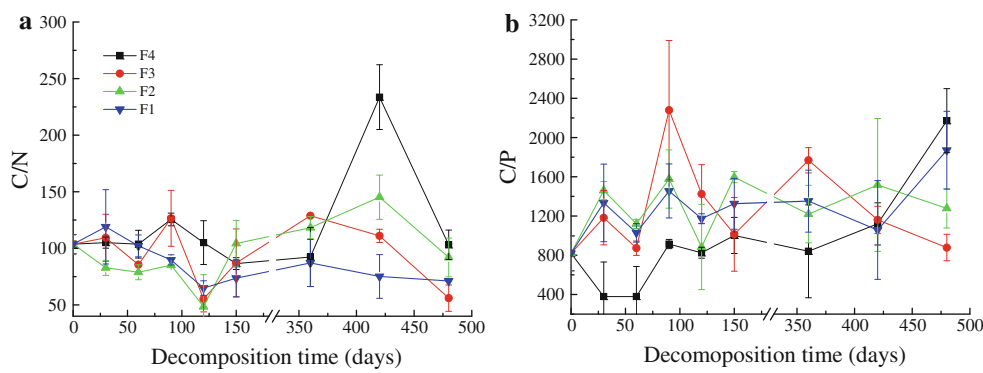 a
300
250
200
150
100
50
C/N
F4
F3
F2
F1
0 50 100 150 350 400 450 500
Decomposition time (days)
b
3200
2800
2400
2000
1600
1200
800
400
C/P
0 50 100 150 350 400 450 500
Decomoposition time (days)